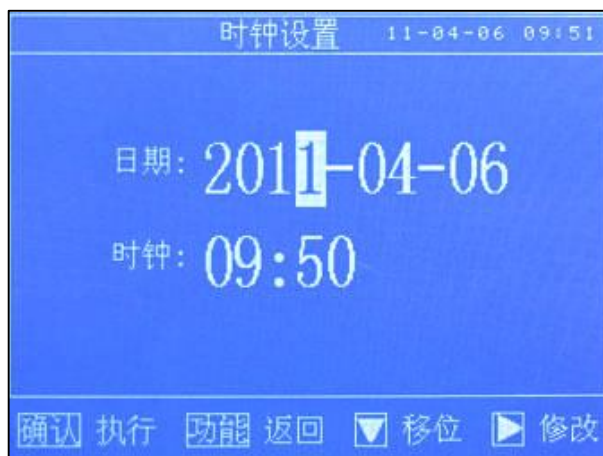 时钟设置 11-04-06 09:51
日期: 2011-04-06
时钟: 09:50
确认 执行 功能 返回 ▼ 移位 ▶ 修改